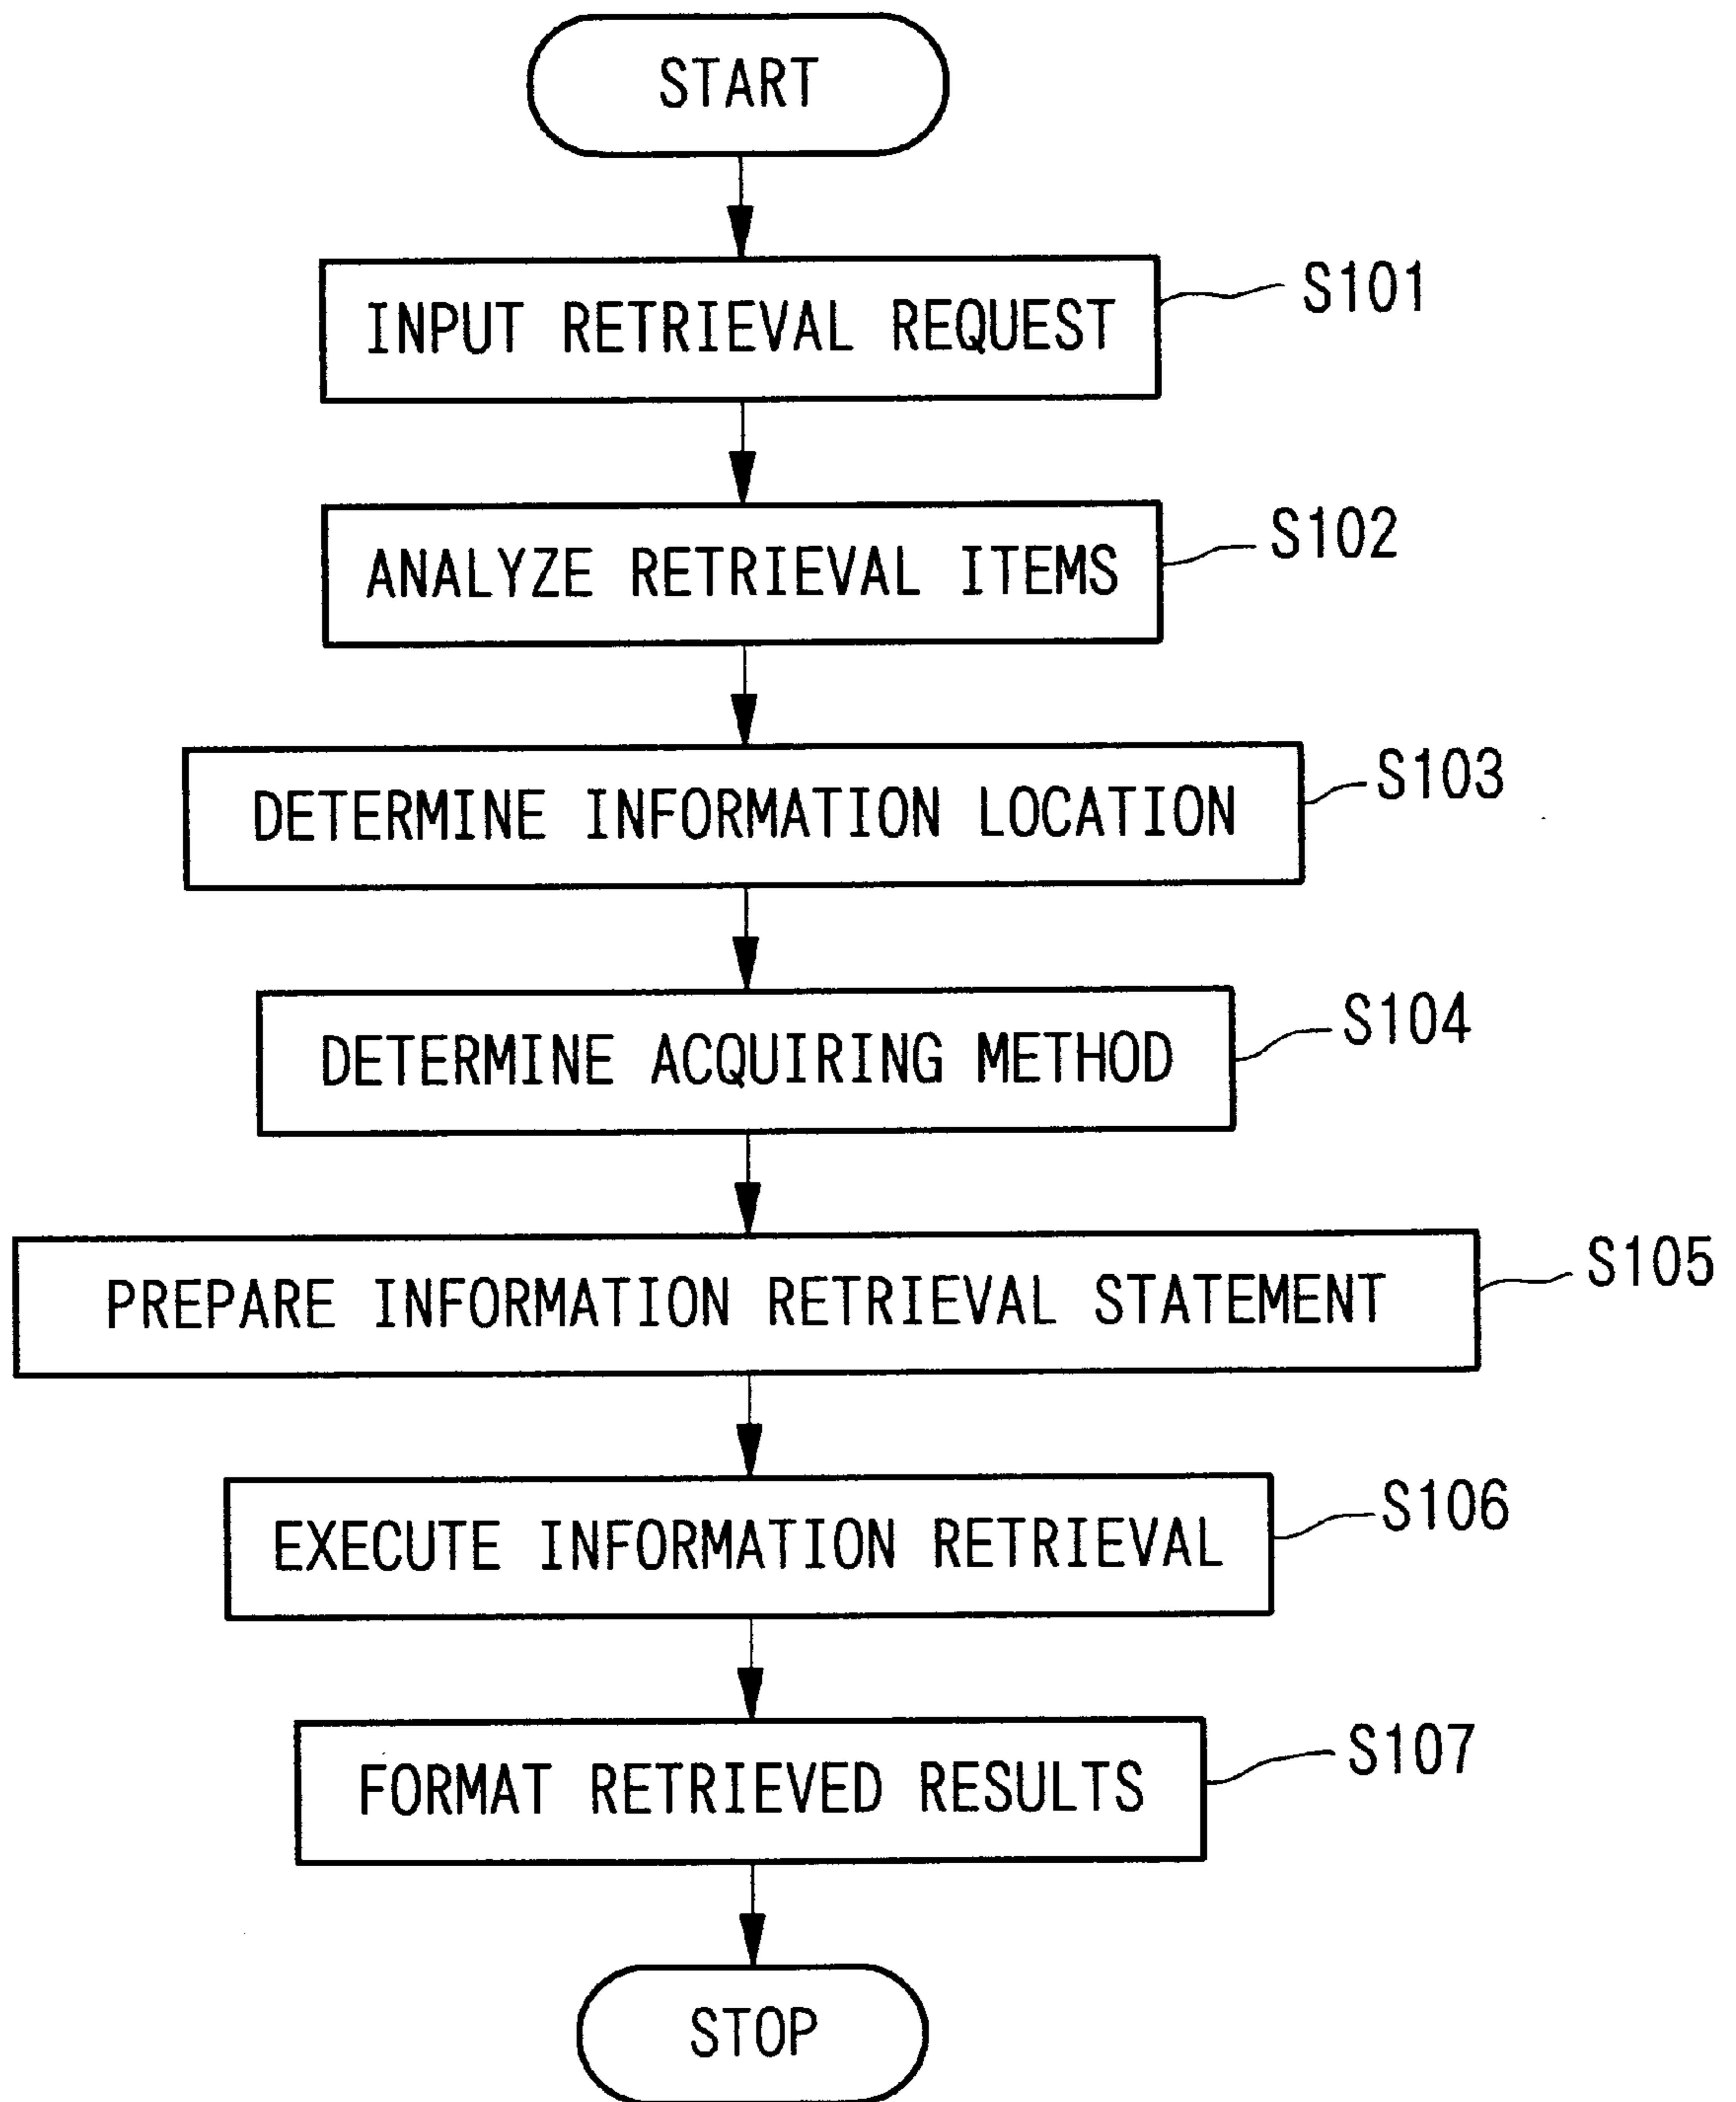 START
INPUT RETRIEVAL REQUEST
S101
ANALYZE RETRIEVAL ITEMS
S102
DETERMINE INFORMATION LOCATION
S103
DETERMINE ACQUIRING METHOD
S104
PREPARE INFORMATION RETRIEVAL STATEMENT
S105
EXECUTE INFORMATION RETRIEVAL
S106
FORMAT RETRIEVED RESULTS
S107
STOP